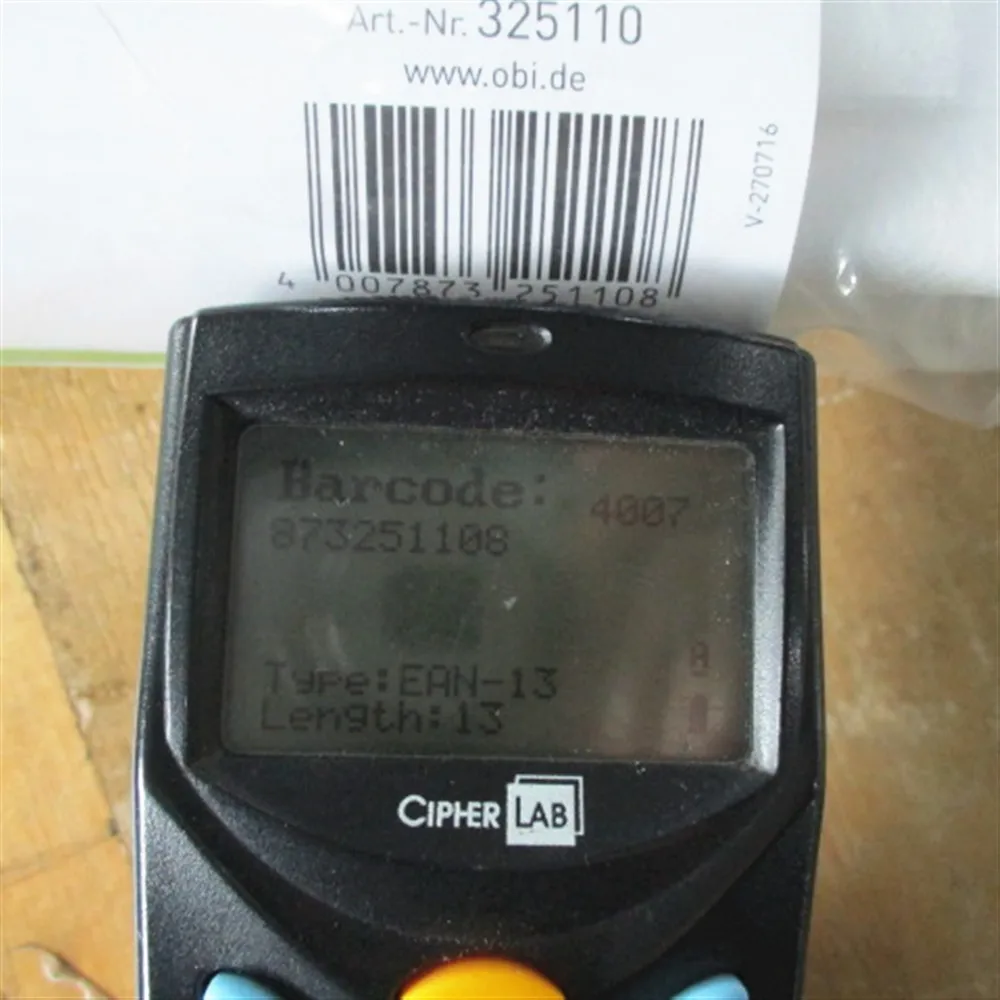 Art.-Nr. 325110
www.obi.de
V-270716
4 007873 251108
Barcode: 4007
873251108
A
Type:EAN-13
Length:13
CIPHER LAB